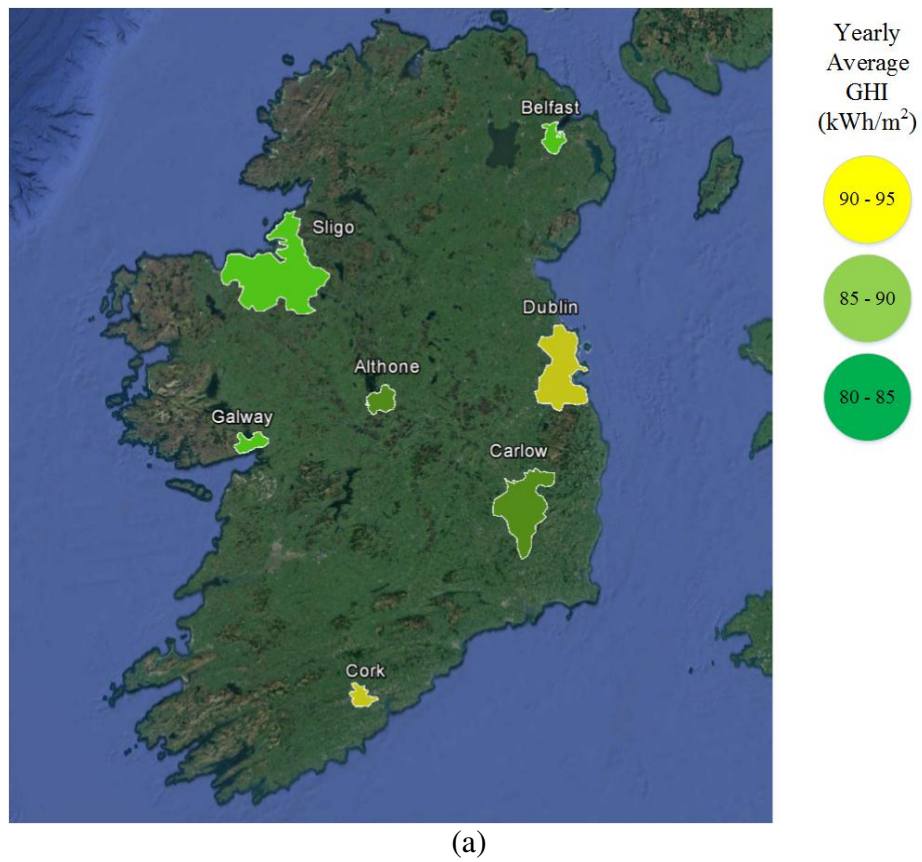 Yearly
Average
GHI
(kWh/m²)
90 - 95
85 - 90
80 - 85
Belfast
Sligo
Dublin
Althone
Galway
Carlow
Cork
(a)